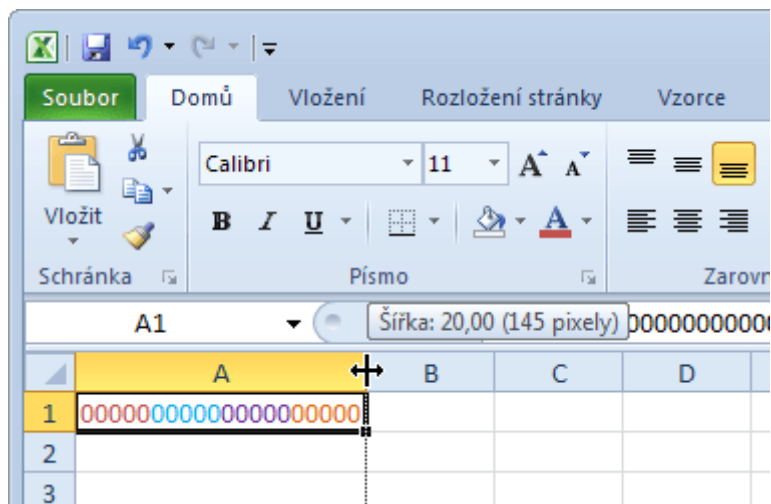 Soubor Domů Vložení Rozložení stránky Vzorce
Calibri 11 A A
Vložit B I U A
Schránka Písmo Zarovn
A1 Šířka: 20,00 (145 pixely) 00000000000
A B C D
1 00000000000000000000
2
3